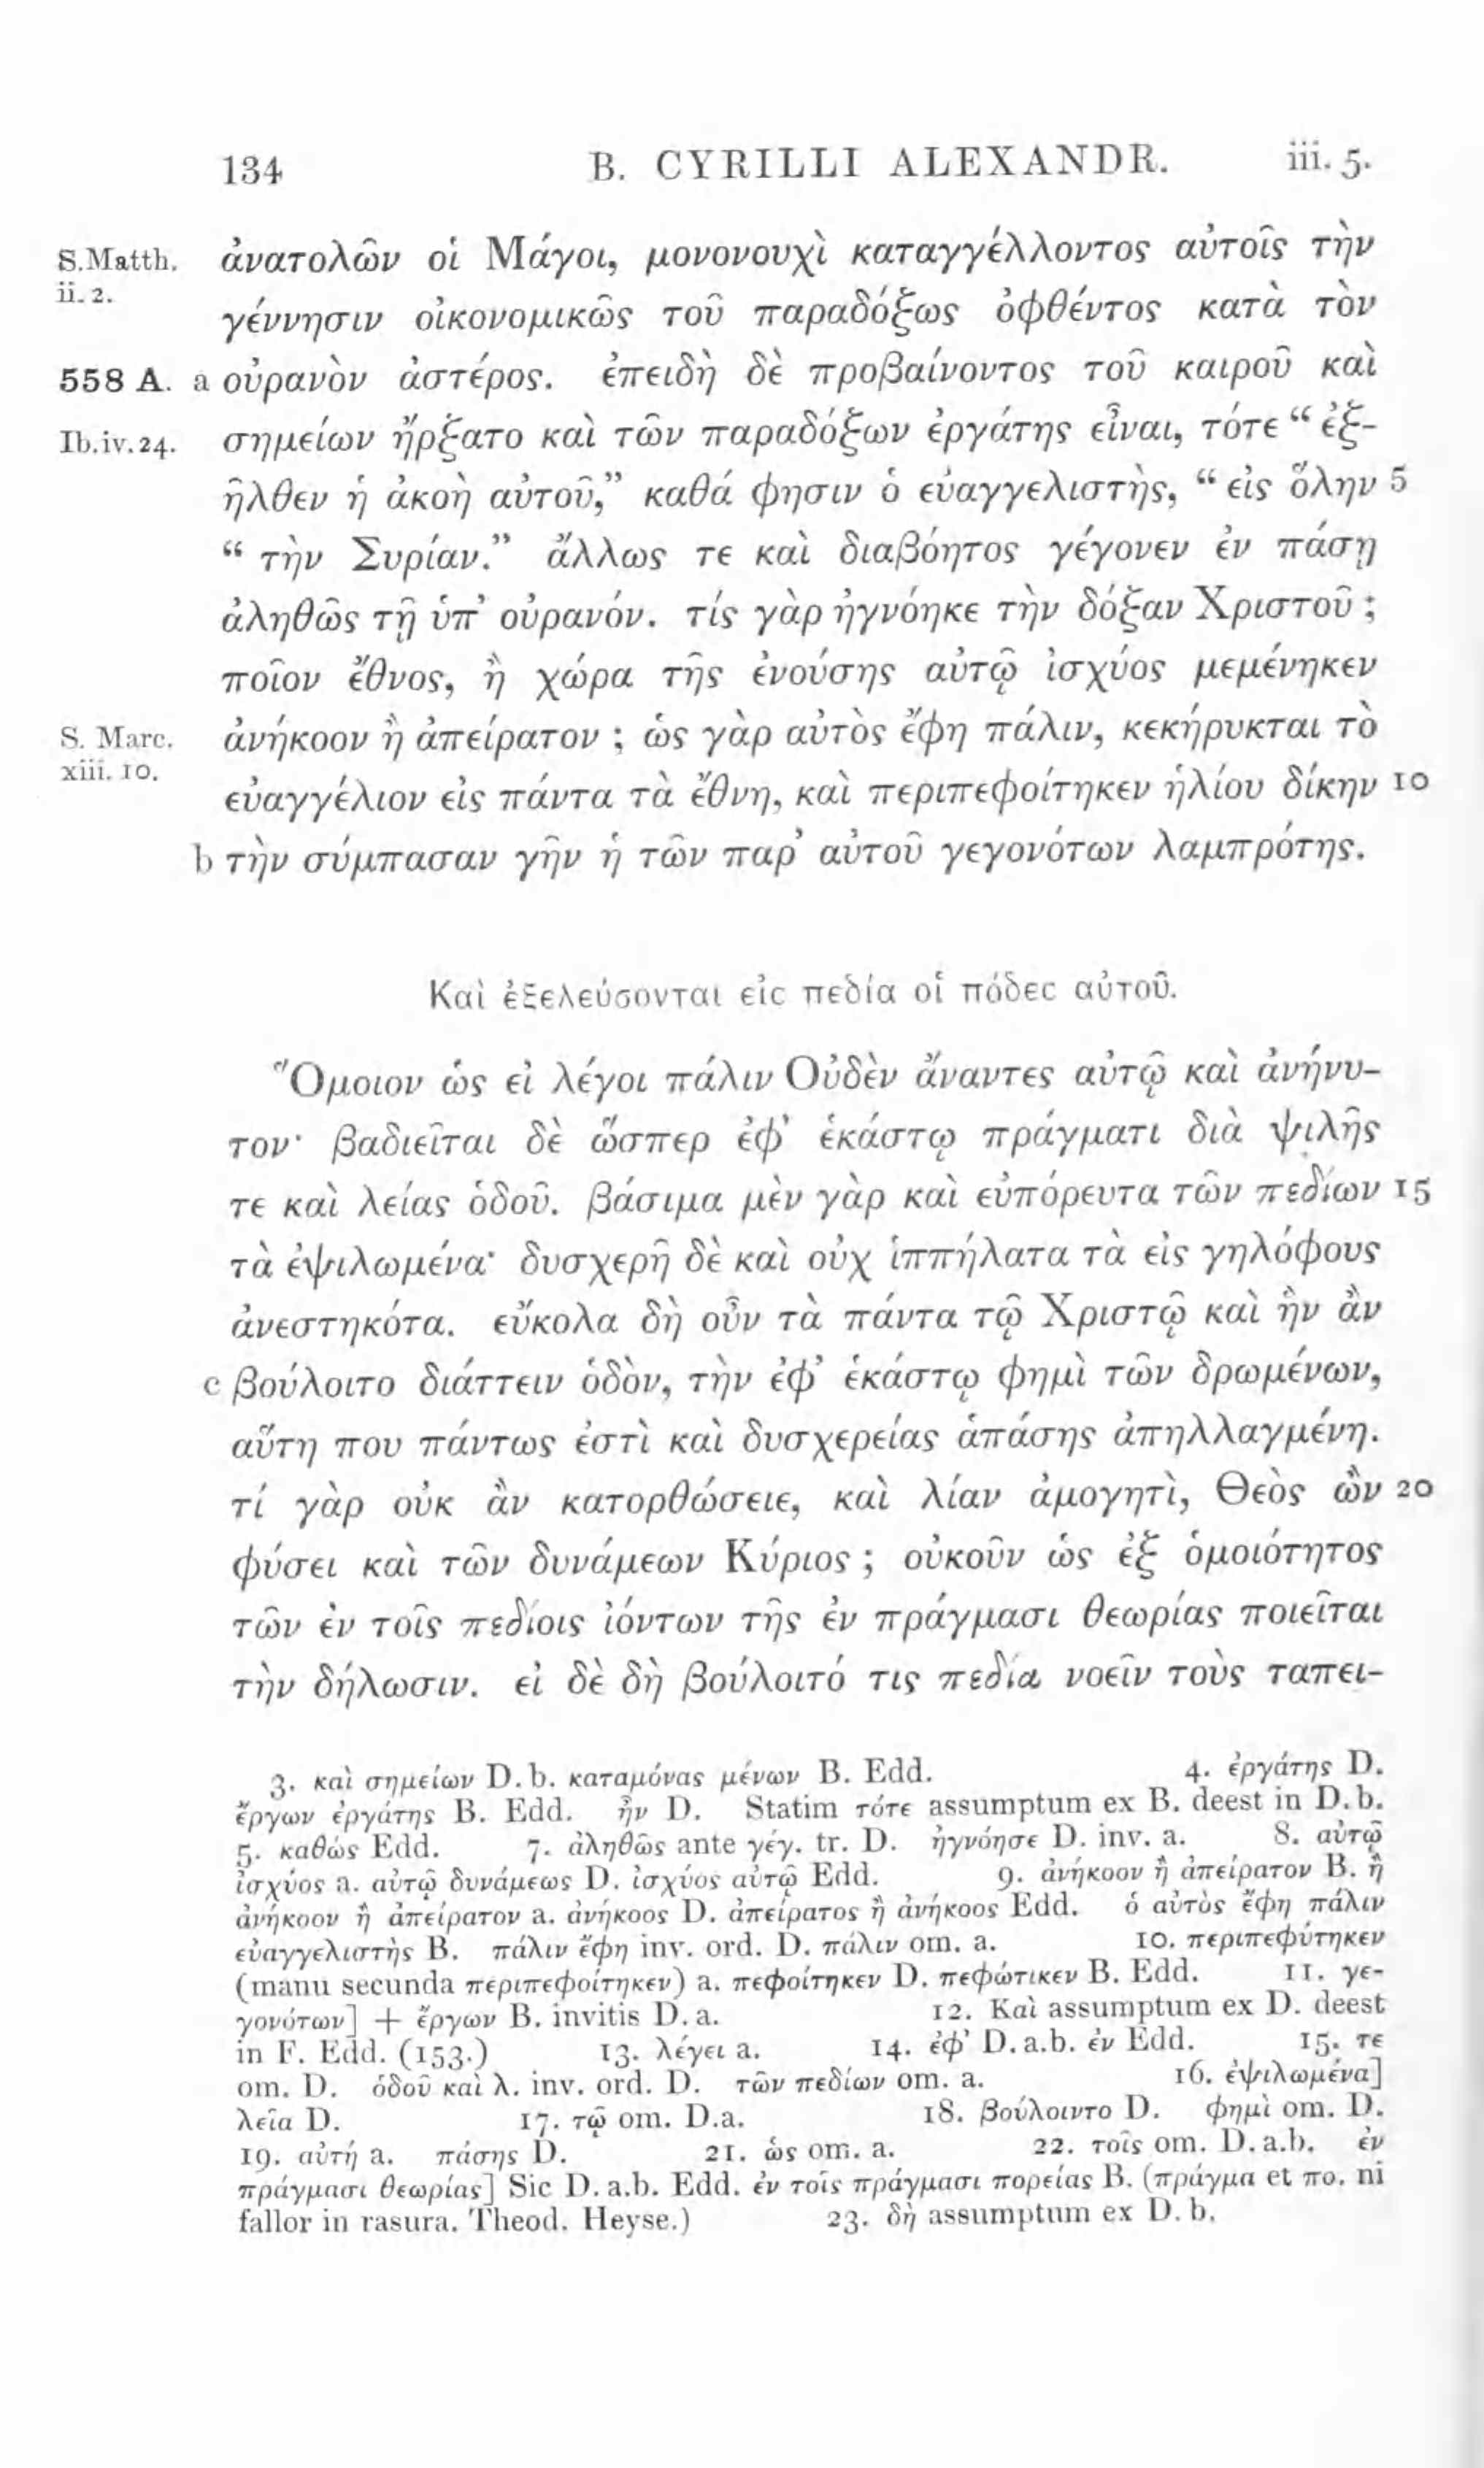 134 B. CYRILLI ALEXANDR. iii. 5.
S.Matth. ἀνατολῶν οἱ Μάγοι, μονονουχὶ καταγγέλλοντος αὐτοῖς τὴν
ii. 2.
γέννησιν οἰκονομικῶς τοῦ παραδόξως ὀφθέντος κατὰ τὸν
558 A. a οὐρανὸν ἀστέρος. ἐπειδὴ δὲ προβαίνοντος τοῦ καιροῦ καὶ
Ib.iv.24. σημείων ἤρξατο καὶ τῶν παραδόξων ἐργάτης εἶναι, τότε “ ἐξ-
ῆλθεν ἡ ἀκοὴ αὐτοῦ,” καθά φησιν ὁ εὐαγγελιστὴς, “ εἰς ὅλην 5
“ τὴν Συρίαν.” ἄλλως τε καὶ διαβόητος γέγονεν ἐν πάσῃ
ἀληθῶς τῇ ὑπ’ οὐρανόν. τίς γὰρ ἠγνόηκε τὴν δόξαν Χριστοῦ ;
ποῖον ἔθνος, ἢ χώρα τῆς ἐνούσης αὐτῷ ἰσχύος μεμένηκεν
S. Marc. ἀνήκοον ἢ ἀπείρατον ; ὡς γὰρ αὐτὸς ἔφη πάλιν, κεκήρυκται τὸ
xiii. 10.
εὐαγγέλιον εἰς πάντα τὰ ἔθνη, καὶ περιπεφοίτηκεν ἡλίου δίκην 10
b τὴν σύμπασαν γῆν ἡ τῶν παρ’ αὐτοῦ γεγονότων λαμπρότης.
Καὶ ἐξελεύσονται εἰς πεδία οἱ πόδες αὐτοῦ.
Ὅμοιον ὡς εἰ λέγοι πάλιν Οὐδὲν ἄναντες αὐτῷ καὶ ἀνήνυ-
τον· βαδιεῖται δὲ ὥσπερ ἐφ’ ἑκάστῳ πράγματι διὰ ψιλῆς
τε καὶ λείας ὁδοῦ. βάσιμα μὲν γὰρ καὶ εὐπόρευτα τῶν πεδίων 15
τὰ ἐψιλωμένα· δυσχερῆ δὲ καὶ οὐχ ἱππήλατα τὰ εἰς γηλόφους
ἀνεστηκότα. εὔκολα δὴ οὖν τὰ πάντα τῷ Χριστῷ καὶ ἣν ἂν
c βούλοιτο διάττειν ὁδὸν, τὴν ἐφ’ ἑκάστῳ φημὶ τῶν δρωμένων,
αὕτη που πάντως ἐστὶ καὶ δυσχερείας ἁπάσης ἀπηλλαγμένη.
τί γὰρ οὐκ ἂν κατορθώσειε, καὶ λίαν ἀμογητὶ, Θεὸς ὢν 20
φύσει καὶ τῶν δυνάμεων Κύριος ; οὐκοῦν ὡς ἐξ ὁμοιότητος
τῶν ἐν τοῖς πεδίοις ἰόντων τῆς ἐν πράγμασι θεωρίας ποιεῖται
τὴν δήλωσιν. εἰ δὲ δὴ βούλοιτό τις πεδία νοεῖν τοὺς ταπει-
3. καὶ σημείων D. b. καταμόνας μένων B. Edd. 4. ἐργάτης D.
ἔργων ἐργάτης B. Edd. ἦν D. Statim τότε assumptum ex B. deest in D. b.
5. καθώς Edd. 7. ἀληθῶς ante γέγ. tr. D. ἠγνόησε D. inv. a. 8. αὐτῷ
ἰσχύος a. αὐτῷ δυνάμεως D. ἰσχύος αὐτῷ Edd. 9. ἀνήκοον ἢ ἀπείρατον B. ἢ
ἀνήκοον ἢ ἀπείρατον a. ἀνήκοος D. ἀπείρατος ἢ ἀνήκοος Edd. ὁ αὐτὸς ἔφη πάλιν
εὐαγγελιστὴς B. πάλιν ἔφη inv. ord. D. πάλιν om. a. 10. περιπεφύτηκεν
(manu secunda περιπεφοίτηκεν) a. πεφοίτηκεν D. πεφώτικεν B. Edd. 11. γε-
γονότων] + ἔργων B. invitis D. a. 12. Καὶ assumptum ex D. deest
in F. Edd. (153.) 13. λέγει a. 14. ἐφ’ D. a. b. ἐν Edd. 15. τε
om. D. ὁδοῦ καὶ λ. inv. ord. D. τῶν πεδίων om. a. 16. ἐψιλωμένα]
λεῖα D. 17. τῷ om. D.a. 18. βούλοιντο D. φημὶ om. D.
19. αὐτή a. πάσης D. 21. ὡς om. a. 22. τοῖς om. D. a.b. ἐν
πράγμασι θεωρίας] Sic D. a.b. Edd. ἐν τοῖς πράγμασι πορείας B. (πράγμα et πο. ni
fallor in rasura. Theod. Heyse.) 23. δὴ assumptum ex D. b.